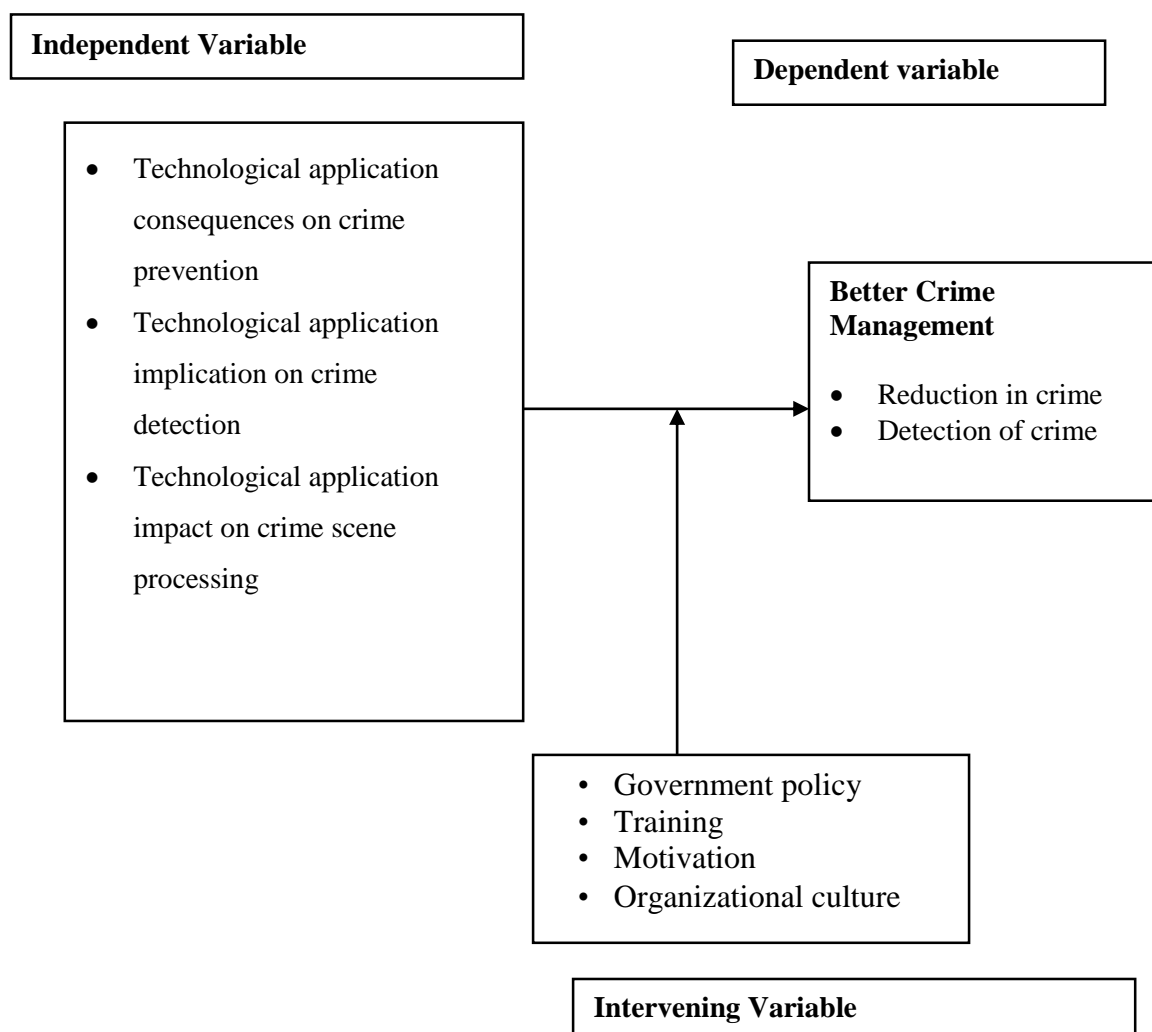 Independent Variable
Dependent variable
• Technological application
consequences on crime
prevention
• Technological application
implication on crime
detection
• Technological application
impact on crime scene
processing
Better Crime
Management
• Reduction in crime
• Detection of crime
• Government policy
• Training
• Motivation
• Organizational culture
Intervening Variable